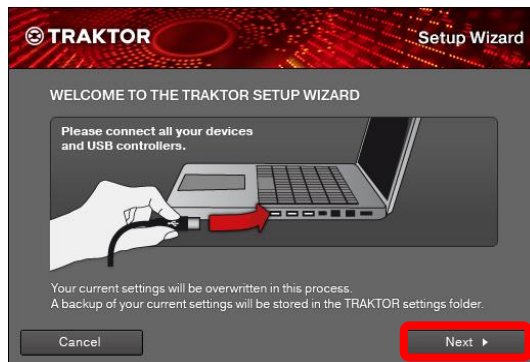 TRAKTOR
Setup Wizard
WELCOME TO THE TRAKTOR SETUP WIZARD
Please connect all your devices
and USB controllers.
Your current settings will be overwritten in this process.
A backup of your current settings will be stored in the TRAKTOR settings folder.
Cancel
Next